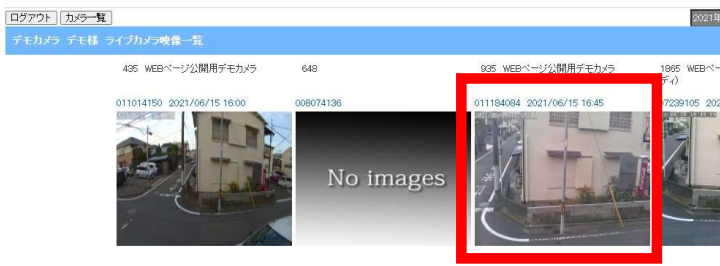 ログアウト カメラ一覧
2021年
デモカメラ デモ様 ライブカメラ映像一覧
435 WEBページ公開用デモカメラ
648
935 WEBページ公開用デモカメラ
1865 WEBペー
ディ)
011014150 2021/06/15 16:00
008074136
011184084 2021/06/15 16:45
07239105 202
No images